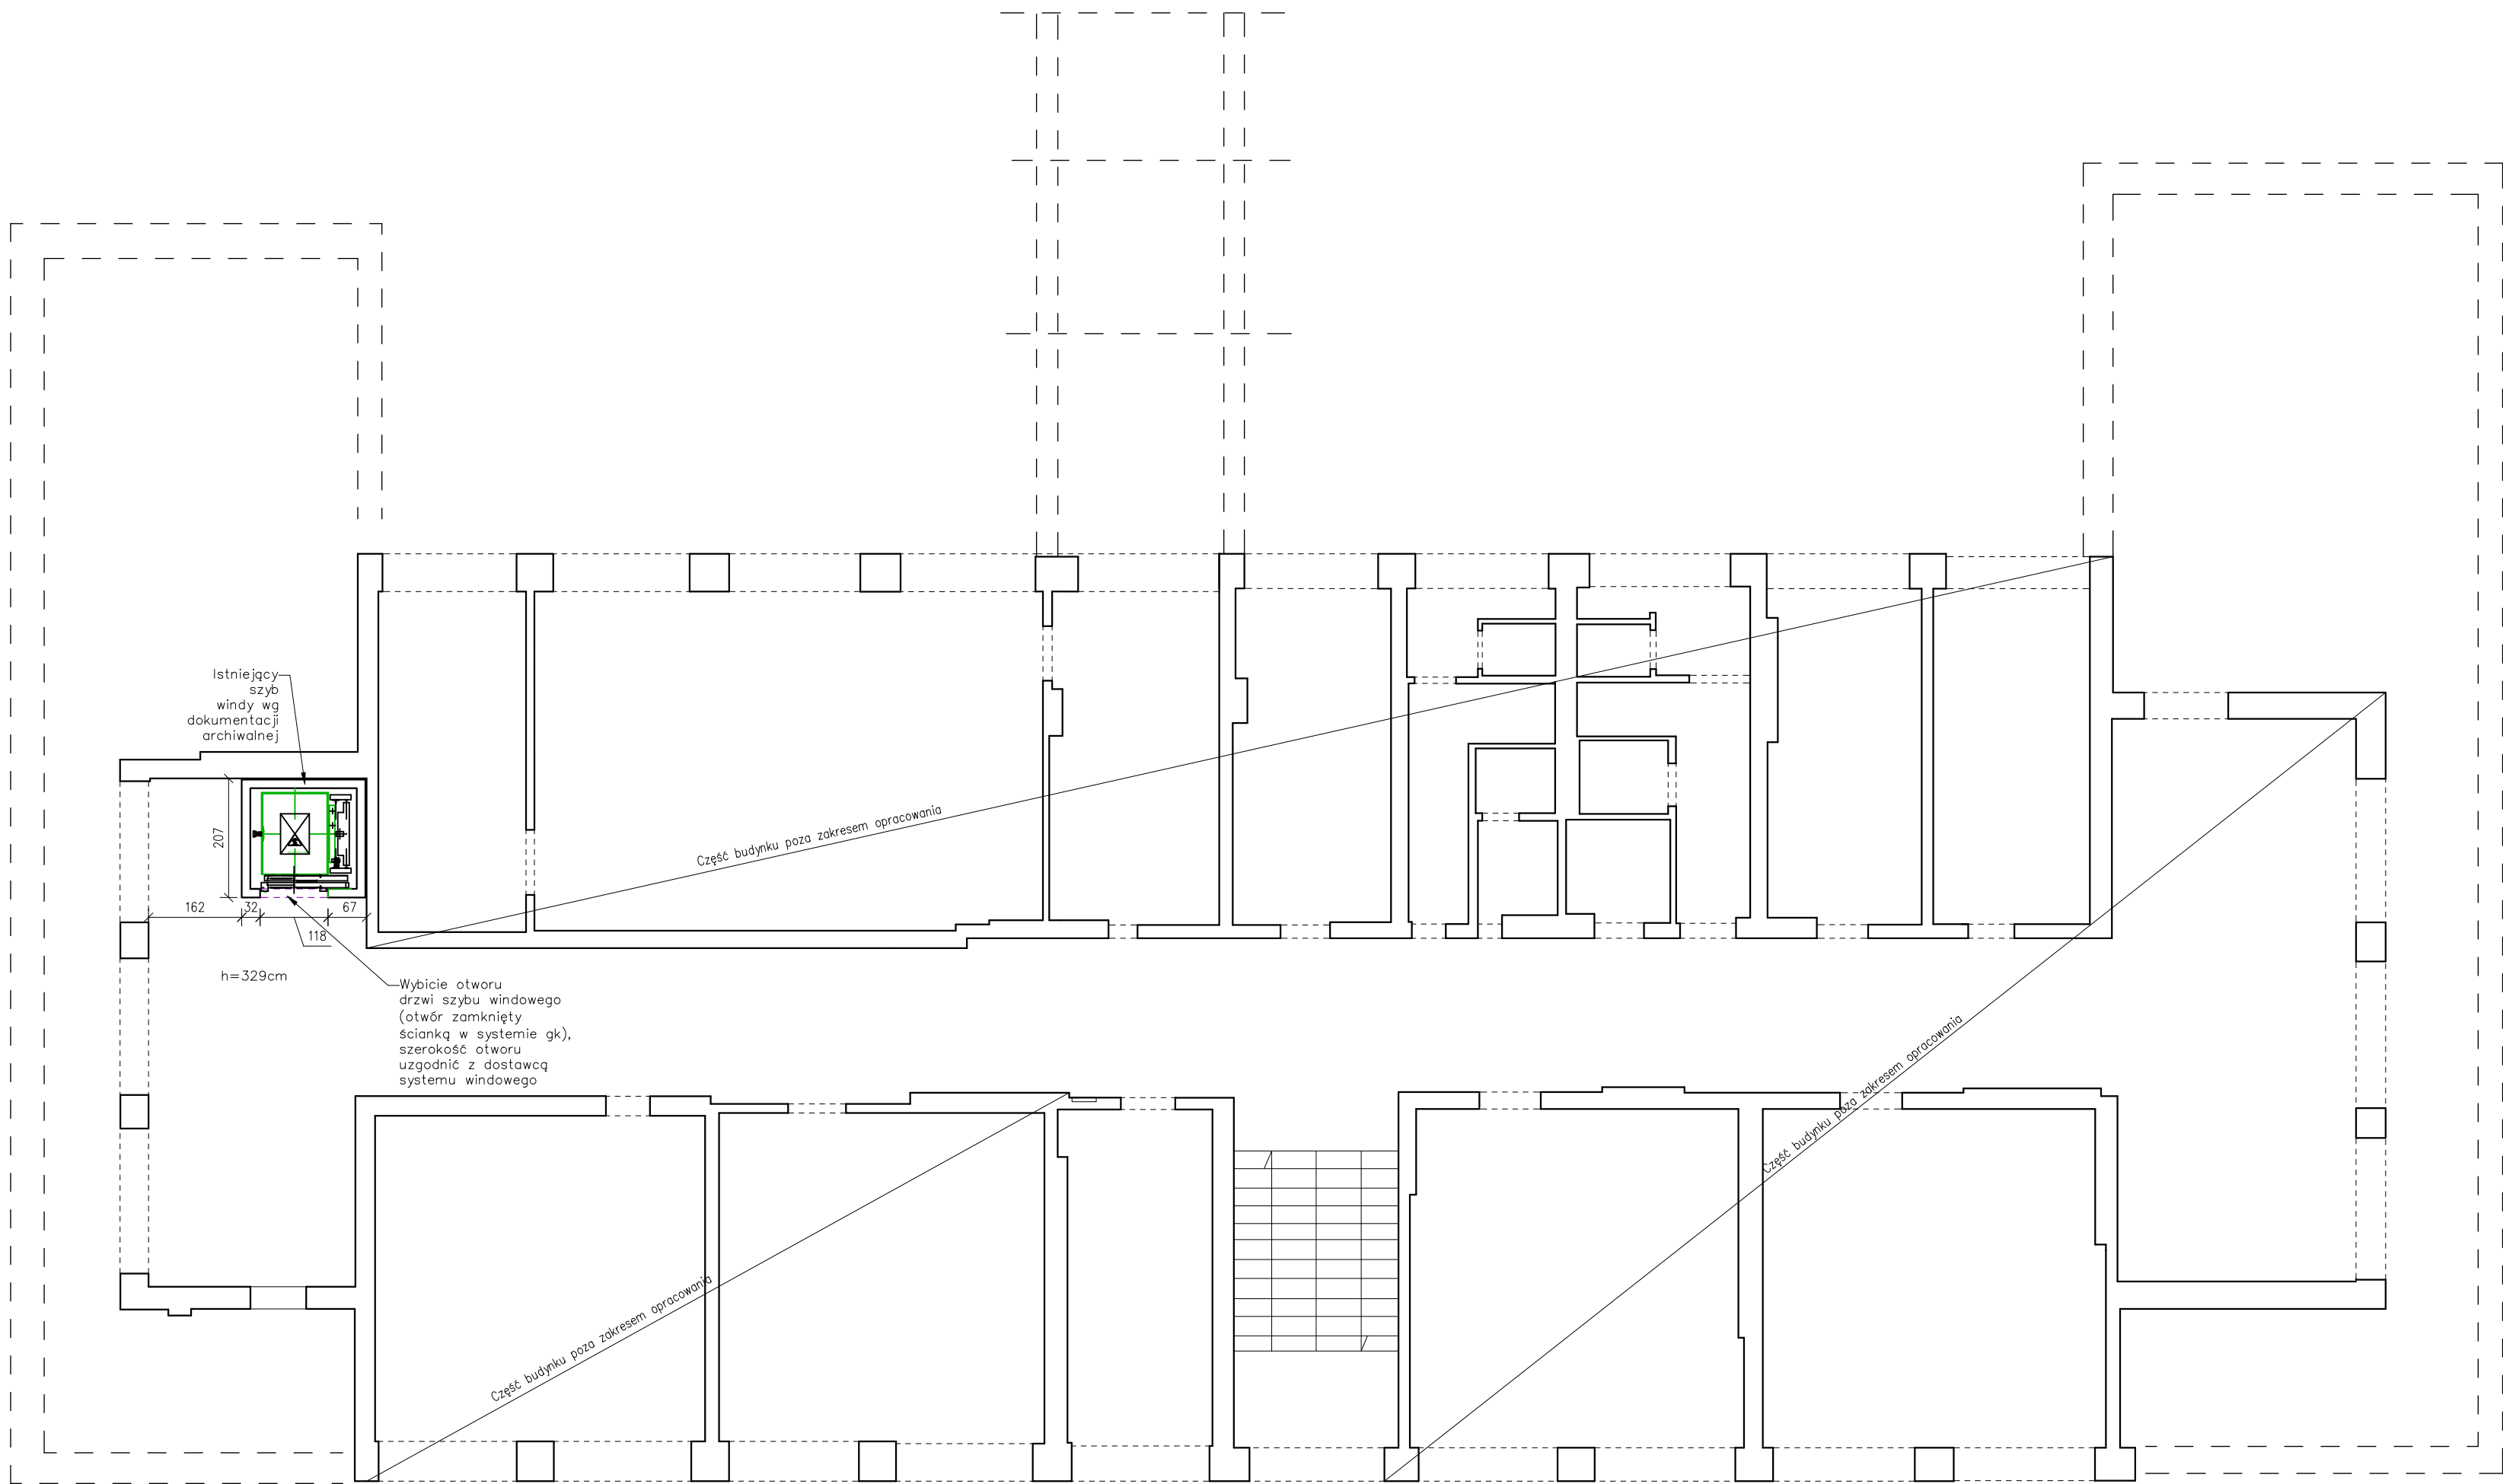 Istniejący
szyb
windy wg
dokumentacji
archiwalnej
207
162
32
67
118
h=329cm
Wybicie otworu
drzwi szybu windowego
(otwór zamknięty
ścianką w systemie gk),
szerokość otworu
uzgodnić z dostawcą
systemu windowego
Część budynku poza zakresem opracowania
Część budynku poza zakresem opracowania
Część budynku poza zakresem opracowania